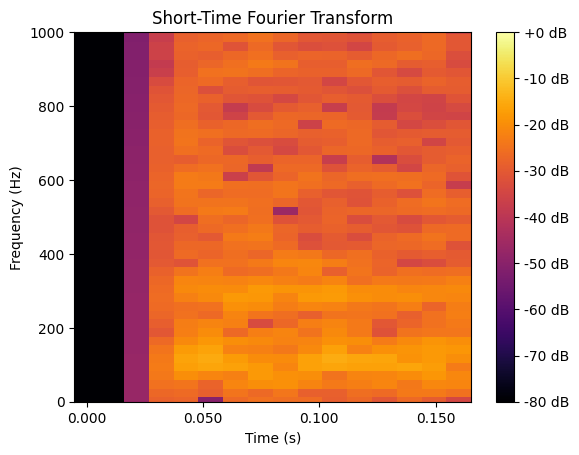 Short-Time Fourier Transform
1000
800
600
400
200
0
Frequency (Hz)
0.000
0.050
0.100
0.150
Time (s)
+0 dB
-10 dB
-20 dB
-30 dB
-40 dB
-50 dB
-60 dB
-70 dB
-80 dB